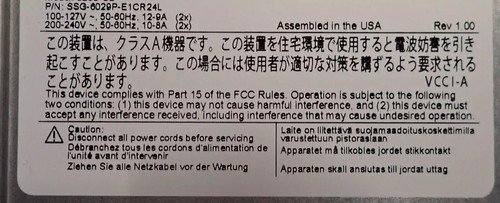 P/N: SSG-6029P-E1CR24L
100-127V ~, 50-60Hz, 12-9A (2x)
200-240V ~, 50-60Hz, 10-8A (2x)
Assembled in the USA
Rev 1.00
この装置は、クラスA機器です。この装置を住宅環境で使用すると電波妨害を引き
起こすことがあります。この場合には使用者が適切な対策を講ずるよう要求される
ことがあります。
VCCI-A
This device complies with Part 15 of the FCC Rules. Operation is subject to the following
two conditions: (1) this device may not cause harmful interference, and (2) this device must
accept any interference received, including interference that may cause undesired operation.
Caution:
Disconnect all power cords before servicing
Débranchez tous les cordons d'alimentation de
l'unité avant d'intervenir
Ziehen Sie alle Netzkabel vor der Wartung
Laite on liitettävä suojamaadoituskoskettimilla
varustettuun pistorasiaan
Apparatet må tilkobles jordet stikkontakt
Apparaten skall anslutas till jordat uttag